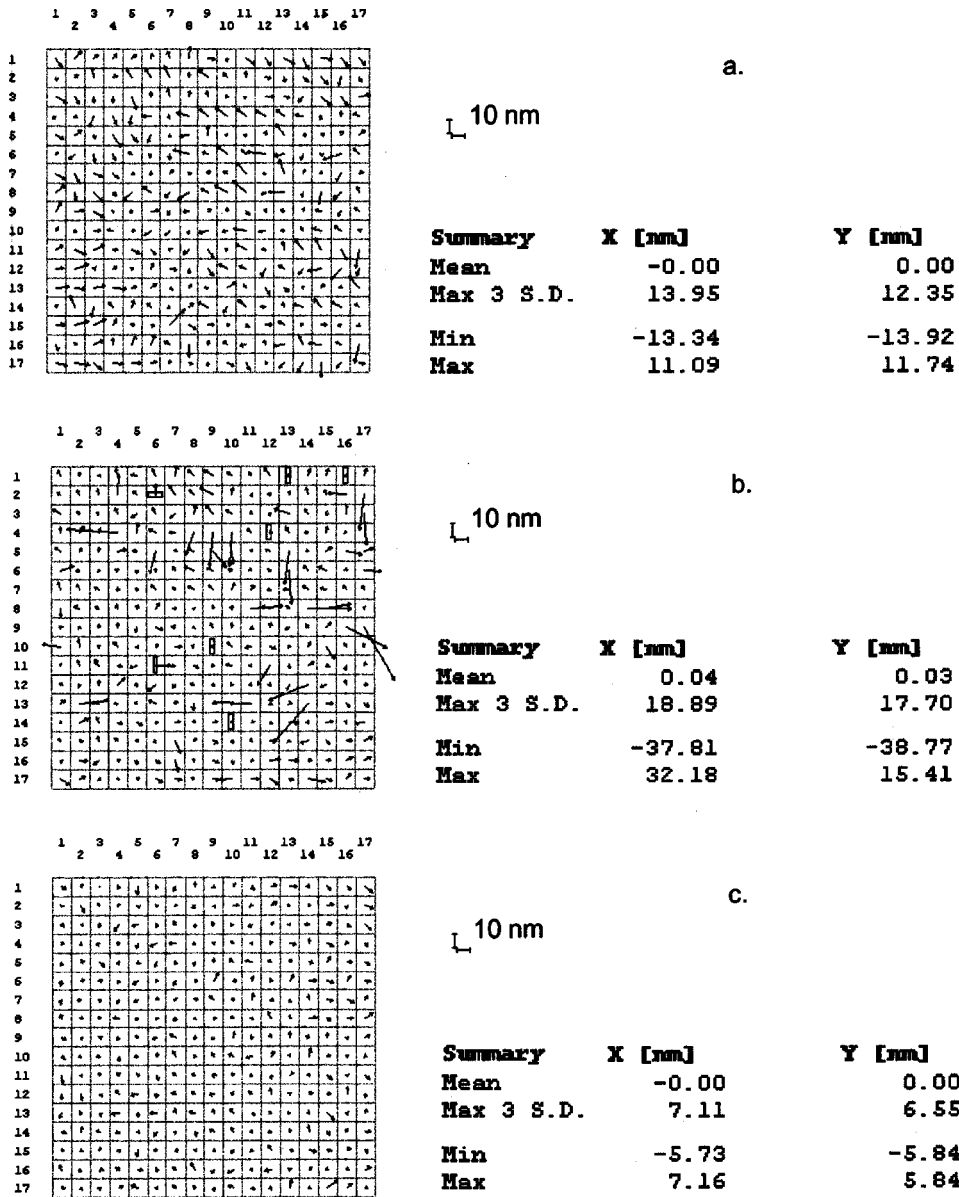 1 3 5 7 9 11 13 15 17
2 4 6 8 10 12 14 16
a.
10 nm
1
2
3
4
5
6
7
8
9
10
11
12
13
14
15
16
17
Summary X [nm] Y [nm]
Mean -0.00 0.00
Max 3 S.D. 13.95 12.35
Min -13.34 -13.92
Max 11.09 11.74
1 3 5 7 9 11 13 15 17
2 4 6 8 10 12 14 16
b.
10 nm
1
2
3
4
5
6
7
8
9
10
11
12
13
14
15
16
17
Summary X [nm] Y [nm]
Mean 0.04 0.03
Max 3 S.D. 18.89 17.70
Min -37.81 -38.77
Max 32.18 15.41
1 3 5 7 9 11 13 15 17
2 4 6 8 10 12 14 16
c.
10 nm
1
2
3
4
5
6
7
8
9
10
11
12
13
14
15
16
17
Summary X [nm] Y [nm]
Mean -0.00 0.00
Max 3 S.D. 7.11 6.55
Min -5.73 -5.84
Max 7.16 5.84